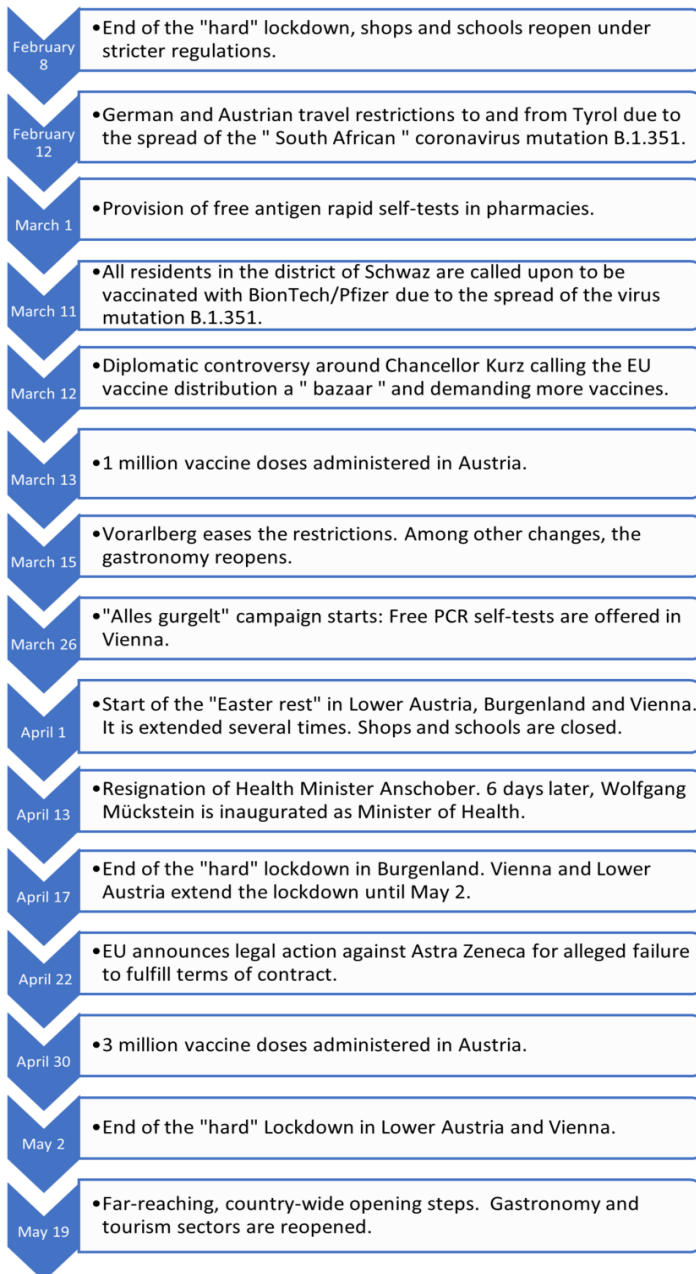 February
8
•End of the "hard" lockdown, shops and schools reopen under
stricter regulations.
February
12
•German and Austrian travel restrictions to and from Tyrol due to
the spread of the " South African " coronavirus mutation B.1.351.
March 1
•Provision of free antigen rapid self-tests in pharmacies.
March 11
•All residents in the district of Schwaz are called upon to be
vaccinated with BionTech/Pfizer due to the spread of the virus
mutation B.1.351.
March 12
•Diplomatic controversy around Chancellor Kurz calling the EU
vaccine distribution a " bazaar " and demanding more vaccines.
March 13
•1 million vaccine doses administered in Austria.
March 15
•Vorarlberg eases the restrictions. Among other changes, the
gastronomy reopens.
March 26
•"Alles gurgelt" campaign starts: Free PCR self-tests are offered in
Vienna.
April 1
•Start of the "Easter rest" in Lower Austria, Burgenland and Vienna.
It is extended several times. Shops and schools are closed.
April 13
•Resignation of Health Minister Anschober. 6 days later, Wolfgang
Mückstein is inaugurated as Minister of Health.
April 17
•End of the "hard" lockdown in Burgenland. Vienna and Lower
Austria extend the lockdown until May 2.
April 22
•EU announces legal action against Astra Zeneca for alleged failure
to fulfill terms of contract.
April 30
•3 million vaccine doses administered in Austria.
May 2
•End of the "hard" Lockdown in Lower Austria and Vienna.
May 19
•Far-reaching, country-wide opening steps.  Gastronomy and
tourism sectors are reopened.